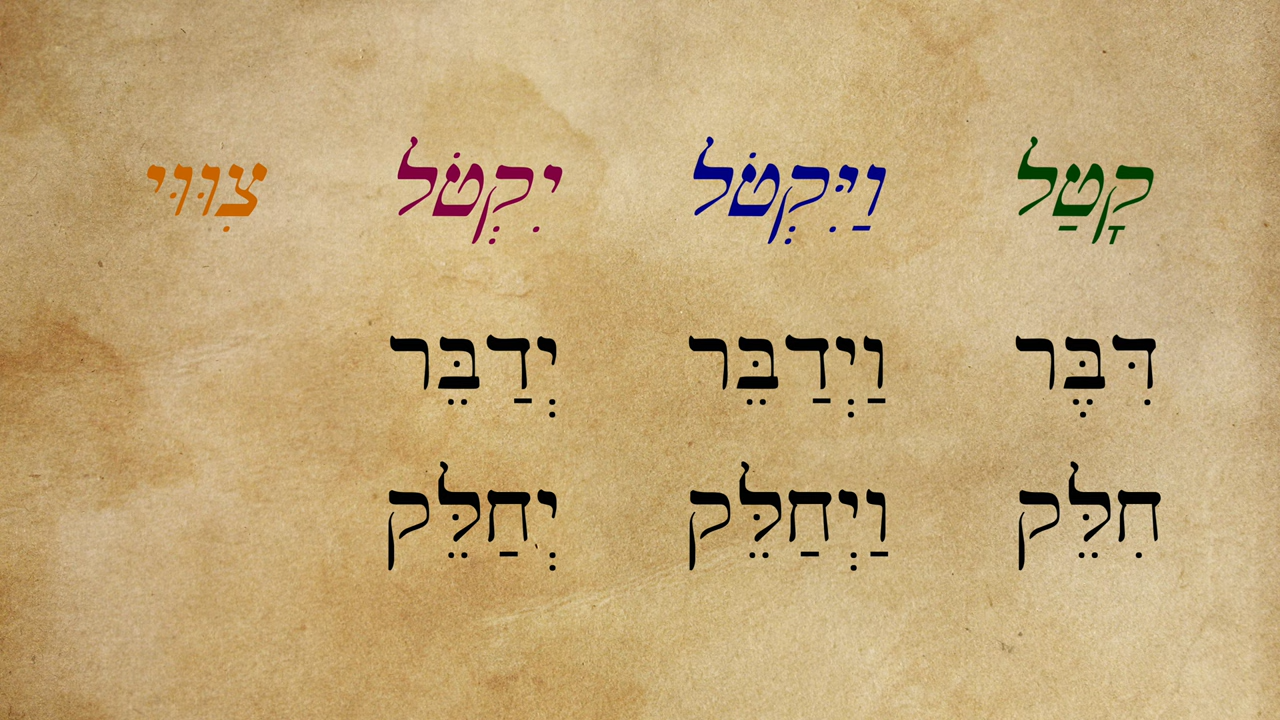 קָטַל וַיִּקְטֹל יִקְטֹל צִוּוּי
דִּבֶּר וַיְדַבֵּר יְדַבֵּר
חִלֵּק וַיְחַלֵּק יְחַלֵּק